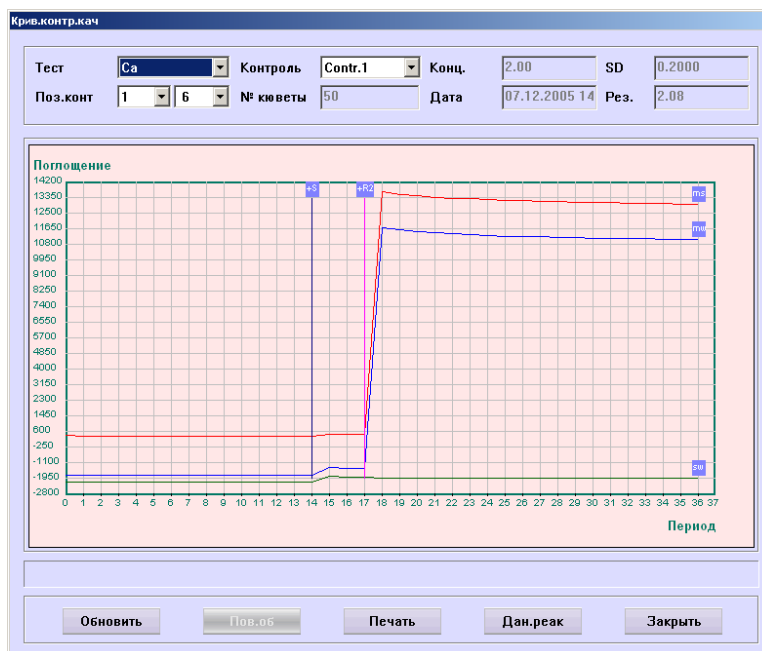 Крив.контр.кач
Тест Ca Контроль Contr.1 Конц. 2.00 SD 0.2000
Поз.конт 1 6 № кюветы 50 Дата 07.12.2005 14 Рез. 2.08
Поглощение
14200
13350
12500
11650
10800
9950
9100
8250
7400
6550
5700
4850
4000
3150
2300
1450
600
-250
-1100
-1950
-2800
+S +R2 ms
mw
sw
0 1 2 3 4 5 6 7 8 9 10 11 12 13 14 15 16 17 18 19 20 21 22 23 24 25 26 27 28 29 30 31 32 33 34 35 36 37
Период
Обновить Пов.об Печать Дан.реак Закрыть